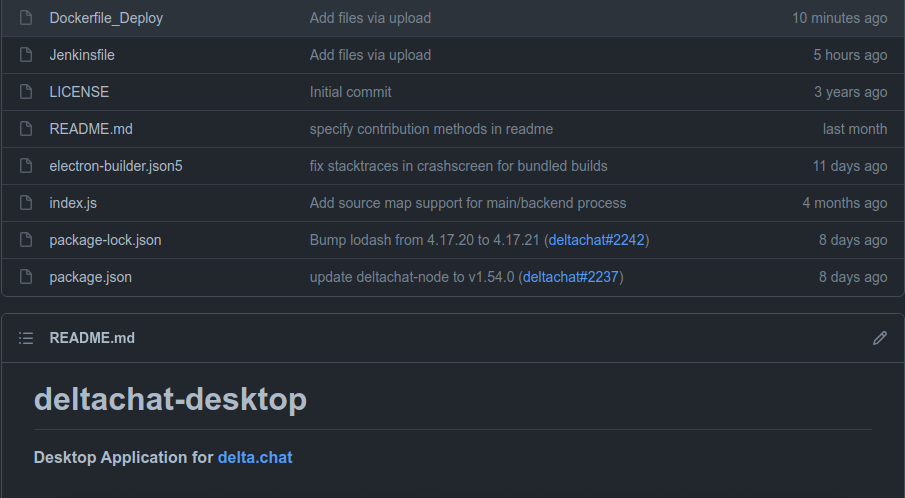 Dockerfile_Deploy Add files via upload 10 minutes ago
Jenkinsfile Add files via upload 5 hours ago
LICENSE Initial commit 3 years ago
README.md specify contribution methods in readme last month
electron-builder.json5 fix stacktraces in crashscreen for bundled builds 11 days ago
index.js Add source map support for main/backend process 4 months ago
package-lock.json Bump lodash from 4.17.20 to 4.17.21 (deltachat#2242) 8 days ago
package.json update deltachat-node to v1.54.0 (deltachat#2237) 8 days ago
README.md
deltachat-desktop
Desktop Application for delta.chat